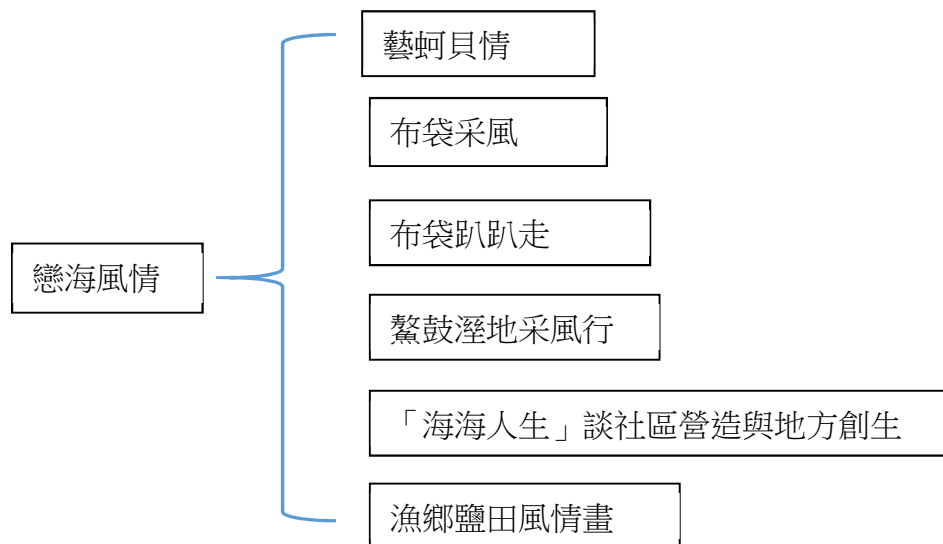 藝蚵貝情
布袋采風
布袋趴趴走
戀海風情
鰲鼓溼地采風行
「海海人生」談社區營造與地方創生
漁鄉鹽田風情畫